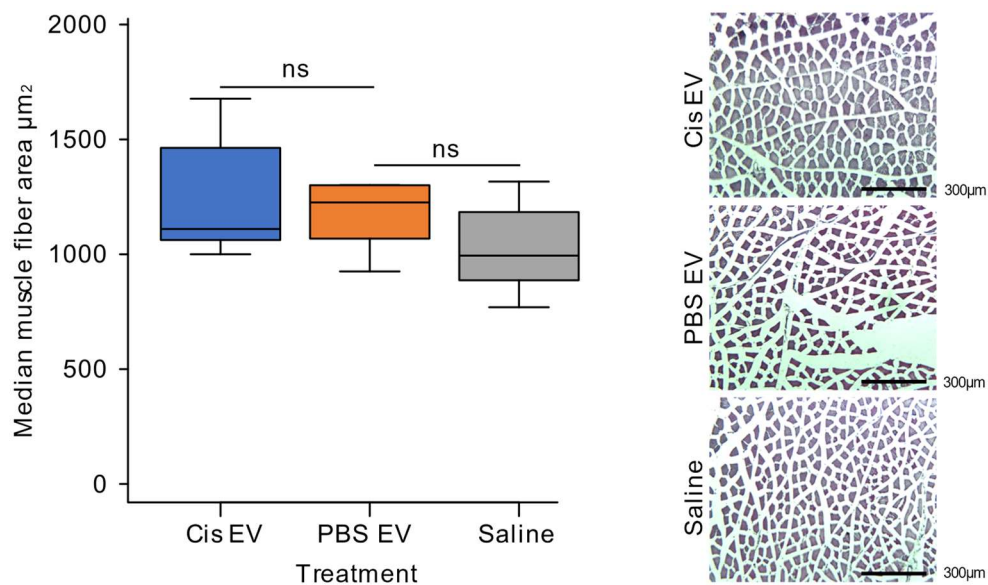 2000
1500
1000
500
0
Median muscle fiber area µm2
ns
ns
Cis EV
PBS EV
Saline
Treatment
Cis EV
300µm
PBS EV
300µm
Saline
300µm